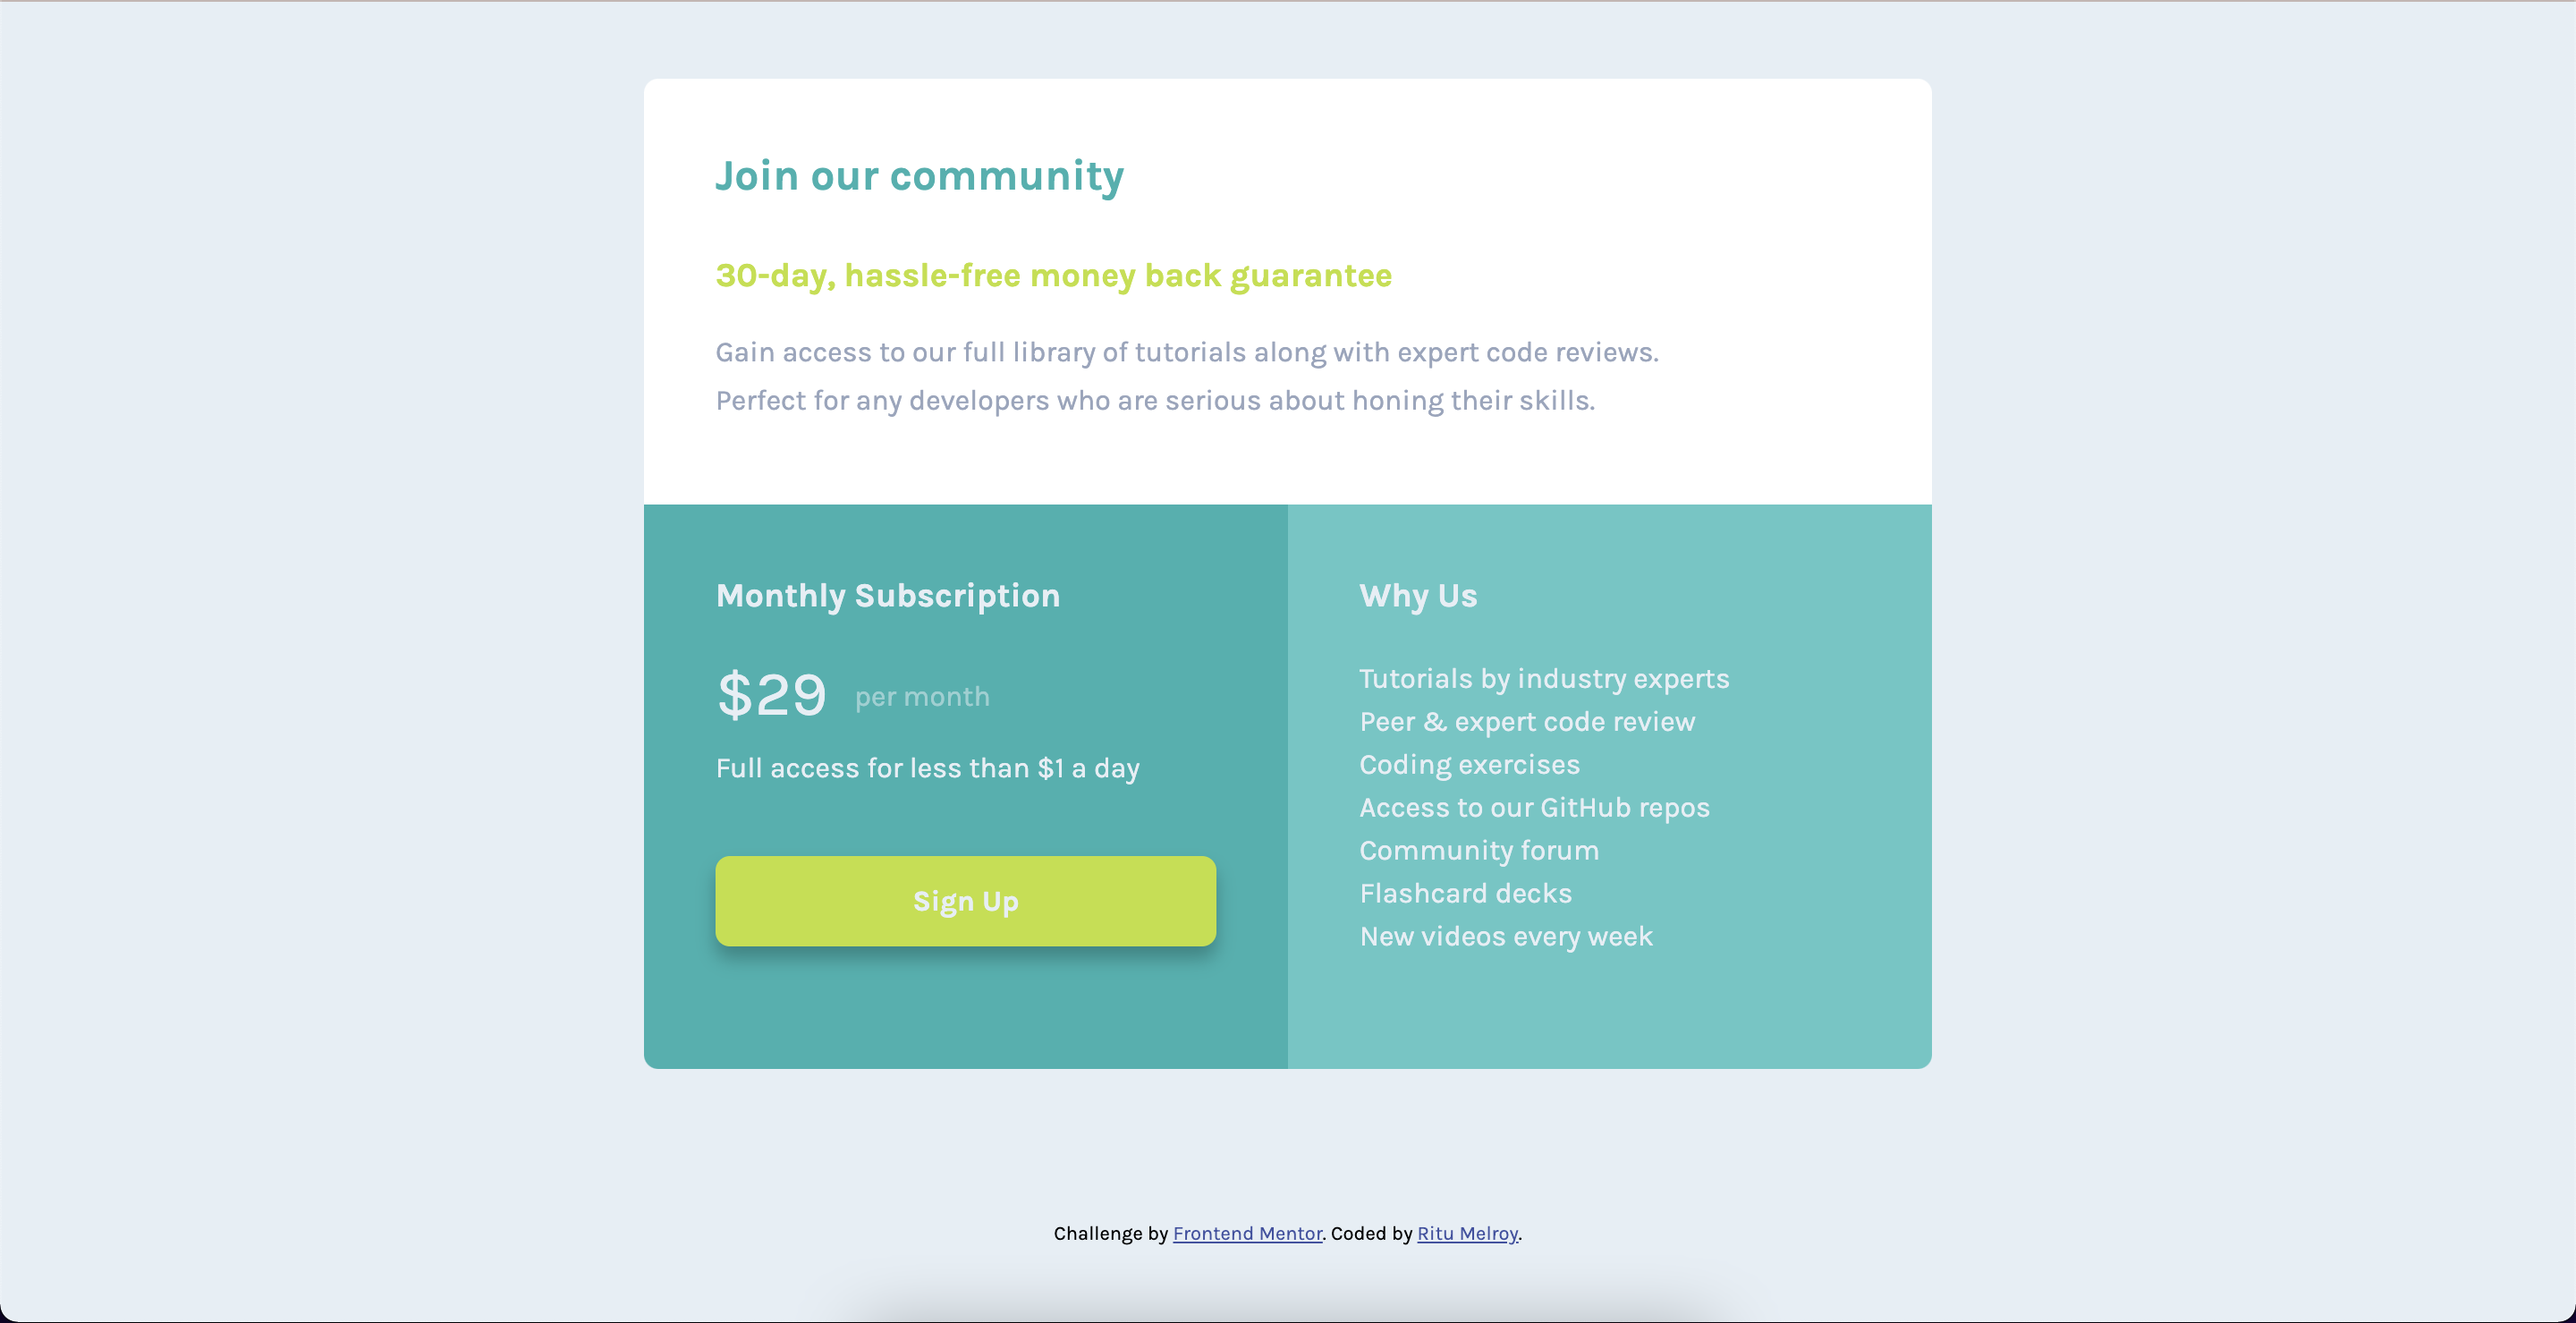 Join our community
30-day, hassle-free money back guarantee
Gain access to our full library of tutorials along with expert code reviews.
Perfect for any developers who are serious about honing their skills.
Monthly Subscription
$29 per month
Full access for less than $1 a day
Sign Up
Why Us
Tutorials by industry experts
Peer & expert code review
Coding exercises
Access to our GitHub repos
Community forum
Flashcard decks
New videos every week
Challenge by Frontend Mentor. Coded by Ritu Melroy.